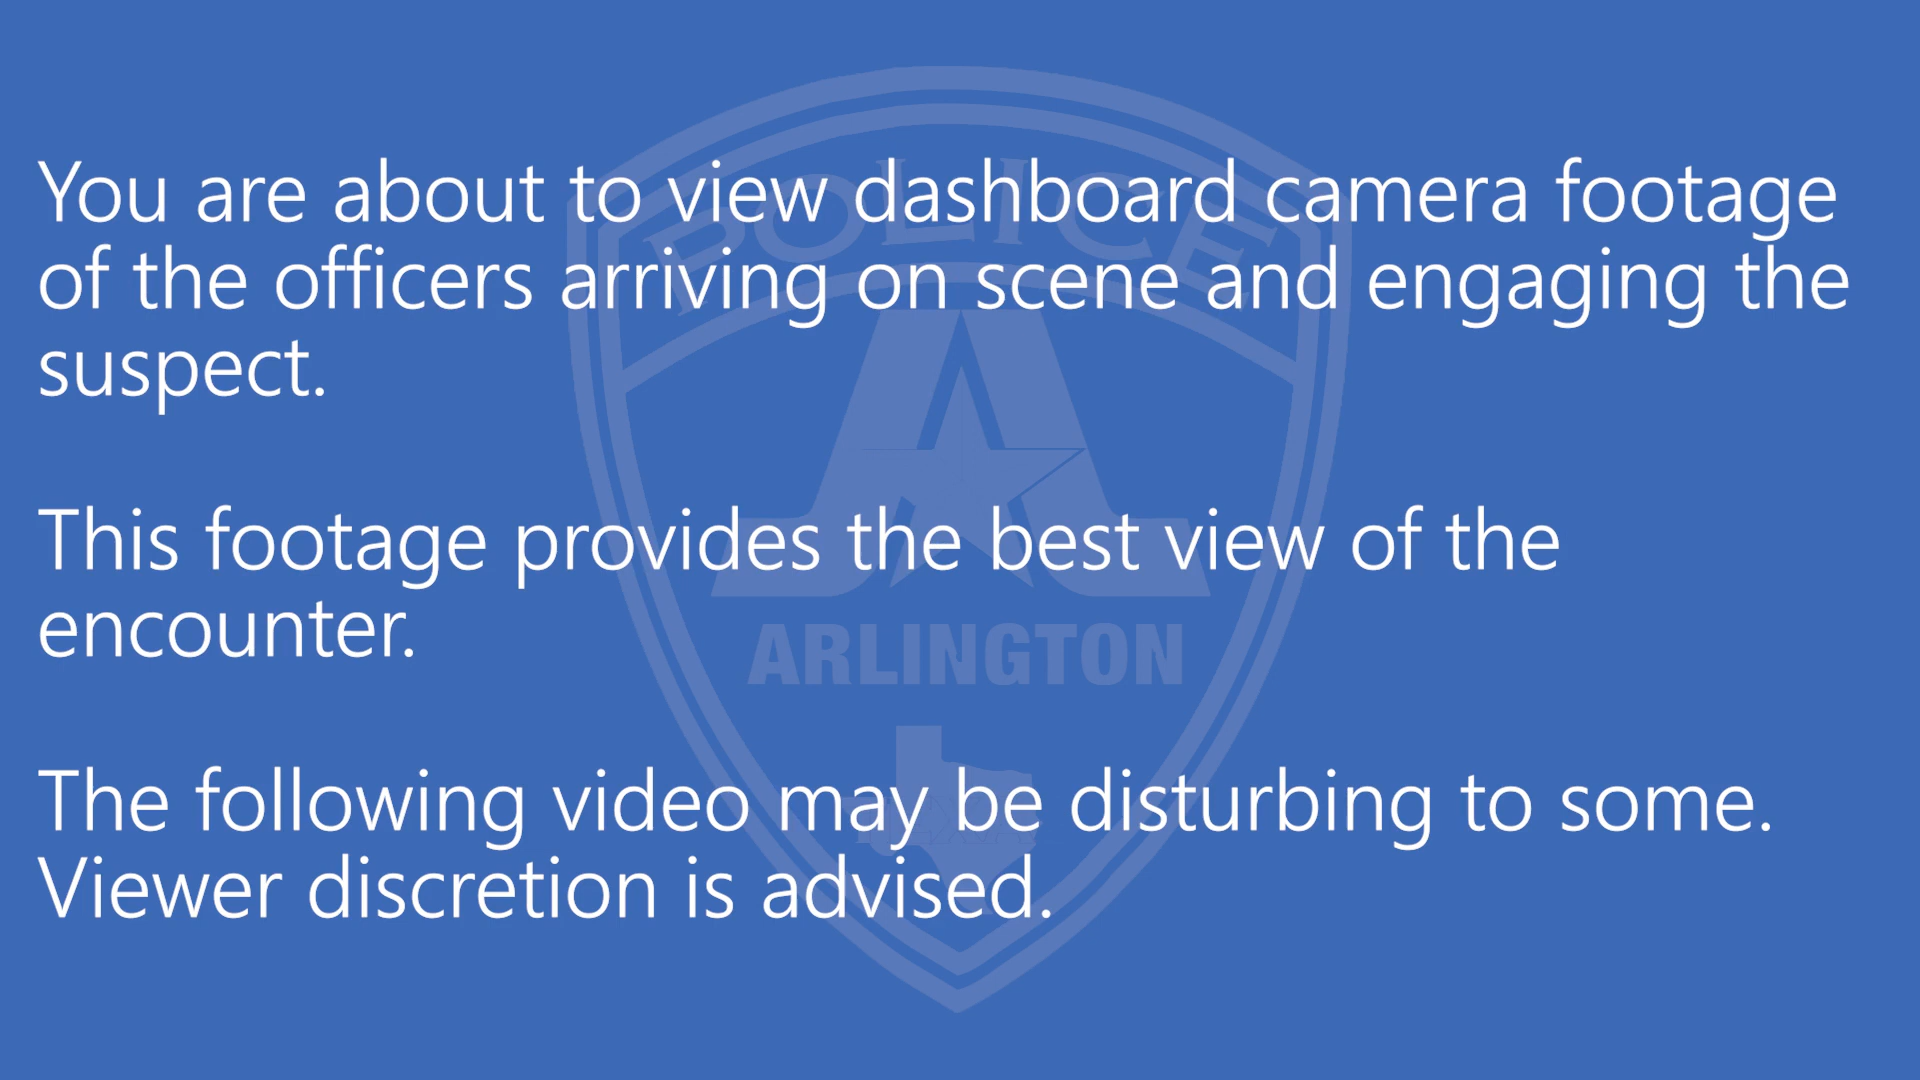 You are about to view dashboard camera footage
of the officers arriving on scene and engaging the
suspect.
This footage provides the best view of the
encounter.
The following video may be disturbing to some.
Viewer discretion is advised.
POLICE
ARLINGTON